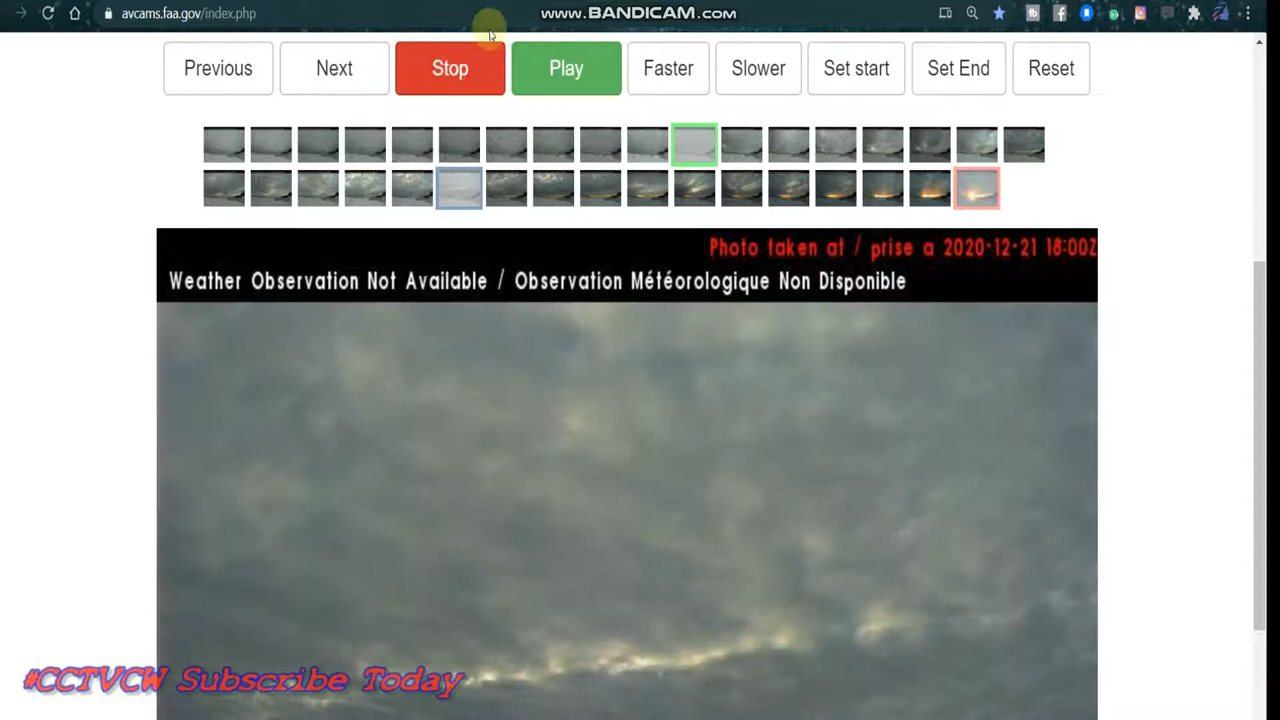 avcams.faa.gov/index.php
www.BANDICAM.com
Previous Next Stop Play Faster Slower Set start Set End Reset
Photo taken at / prise a 2020-12-21 18:00Z
Weather Observation Not Available / Observation Météorologique Non Disponible
#CCTVCW Subscribe Today